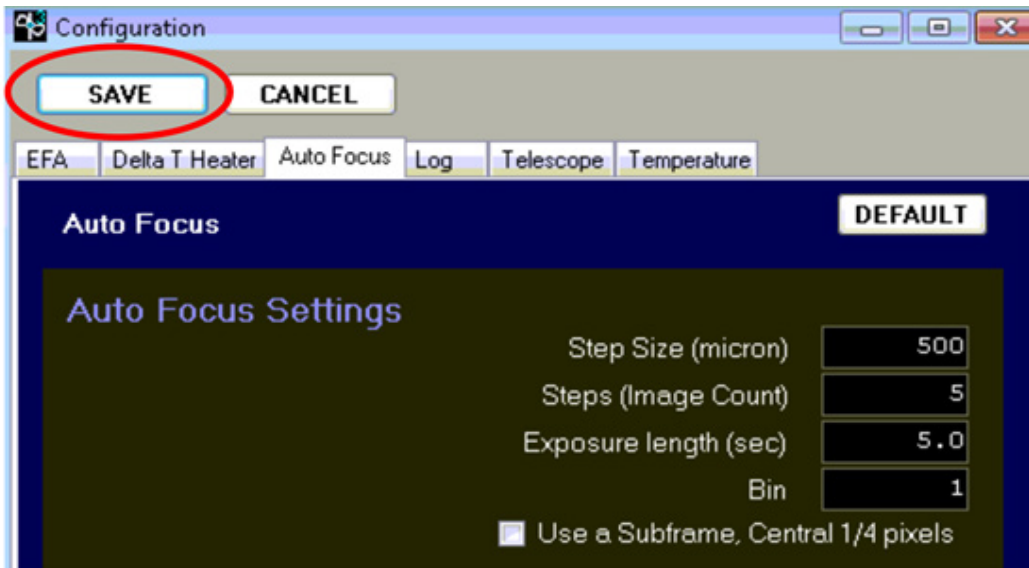 Configuration
SAVE CANCEL
EFA Delta T Heater Auto Focus Log Telescope Temperature
Auto Focus DEFAULT
Auto Focus Settings
Step Size (micron) 500
Steps (Image Count) 5
Exposure length (sec) 5.0
Bin 1
Use a Subframe, Central 1/4 pixels